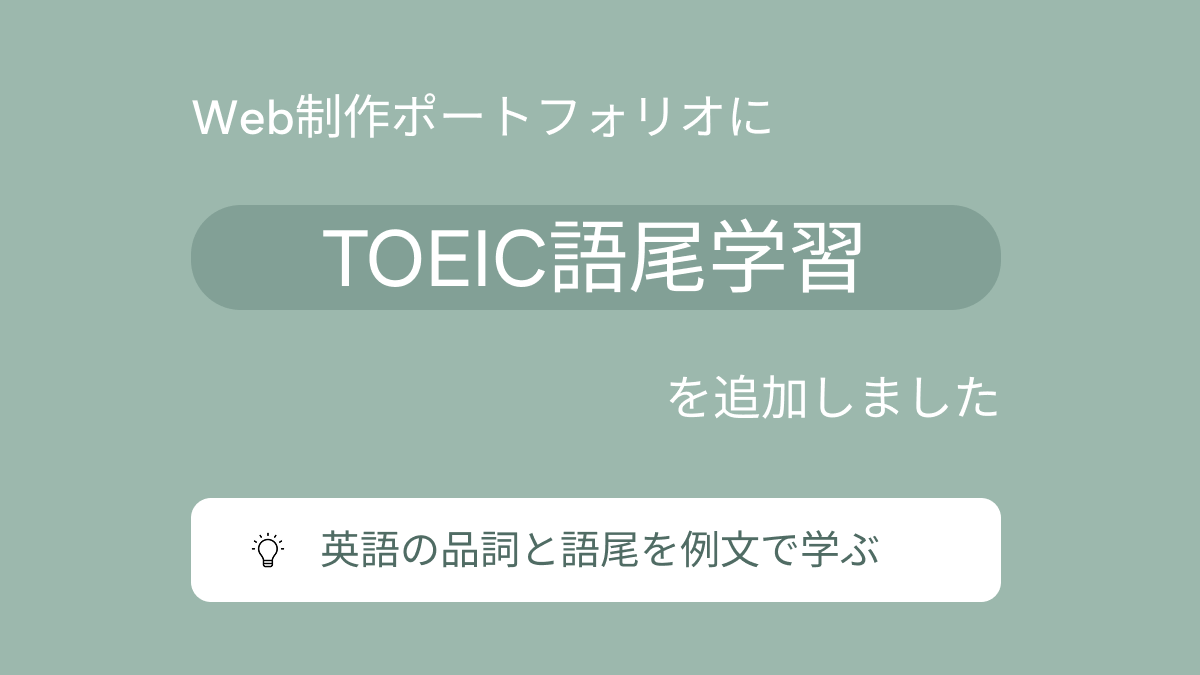 Web制作ポートフォリオに
TOEIC語尾学習
を追加しました
英語の品詞と語尾を例文で学ぶ